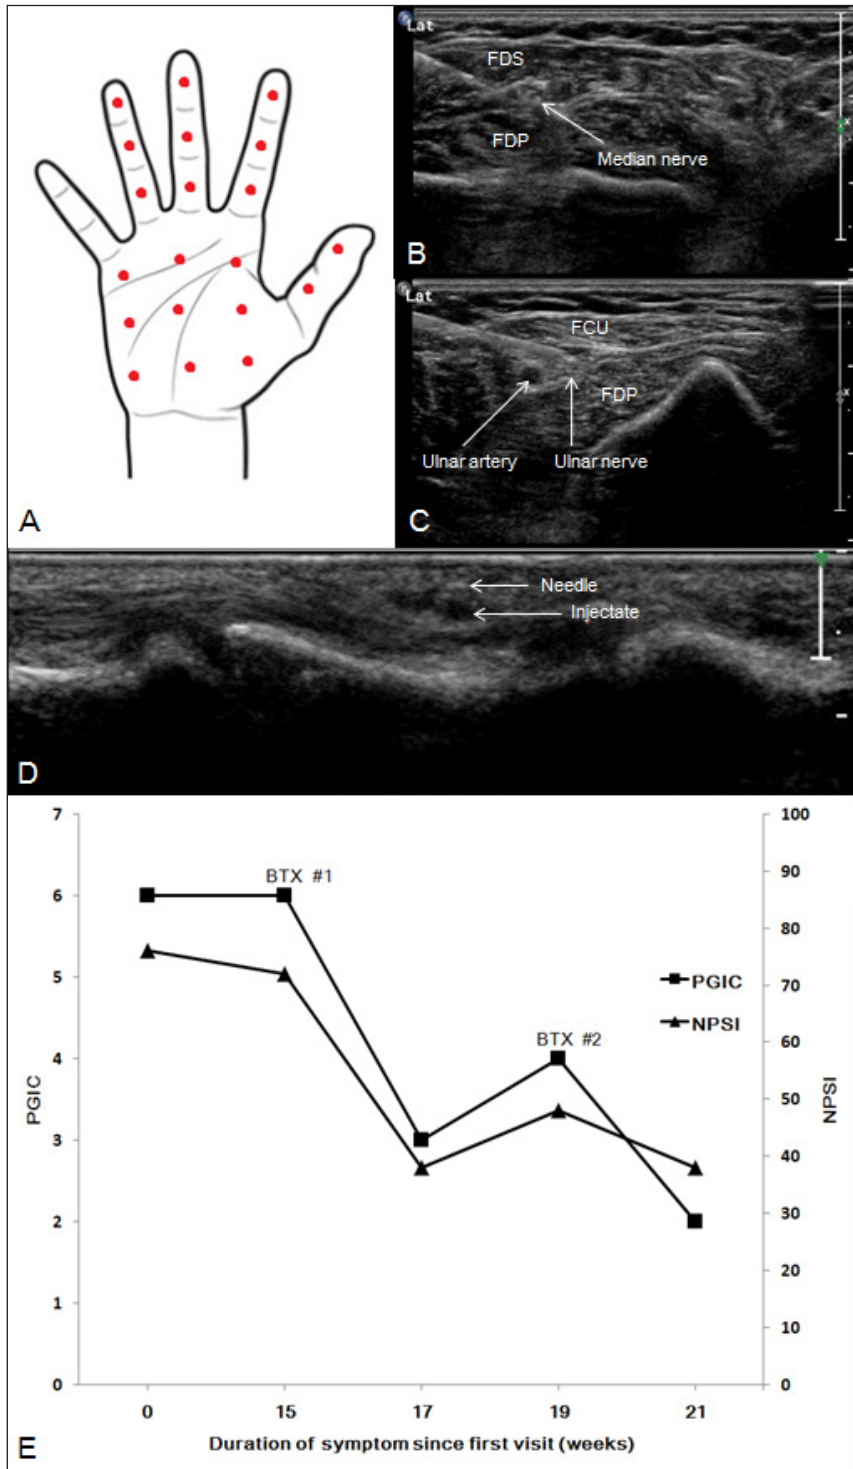 A
Lat
FDS
FDP
Median nerve
x
B
Lat
FCU
FDP
x
Ulnar artery
Ulnar nerve
C
Needle
Injectate
D
7
6
5
4
3
2
1
0
PGIC
100
90
80
70
60
50
40
30
20
10
0
NPSI
BTX #1
BTX #2
PGIC
NPSI
0 15 17 19 21
Duration of symptom since first visit (weeks)
E